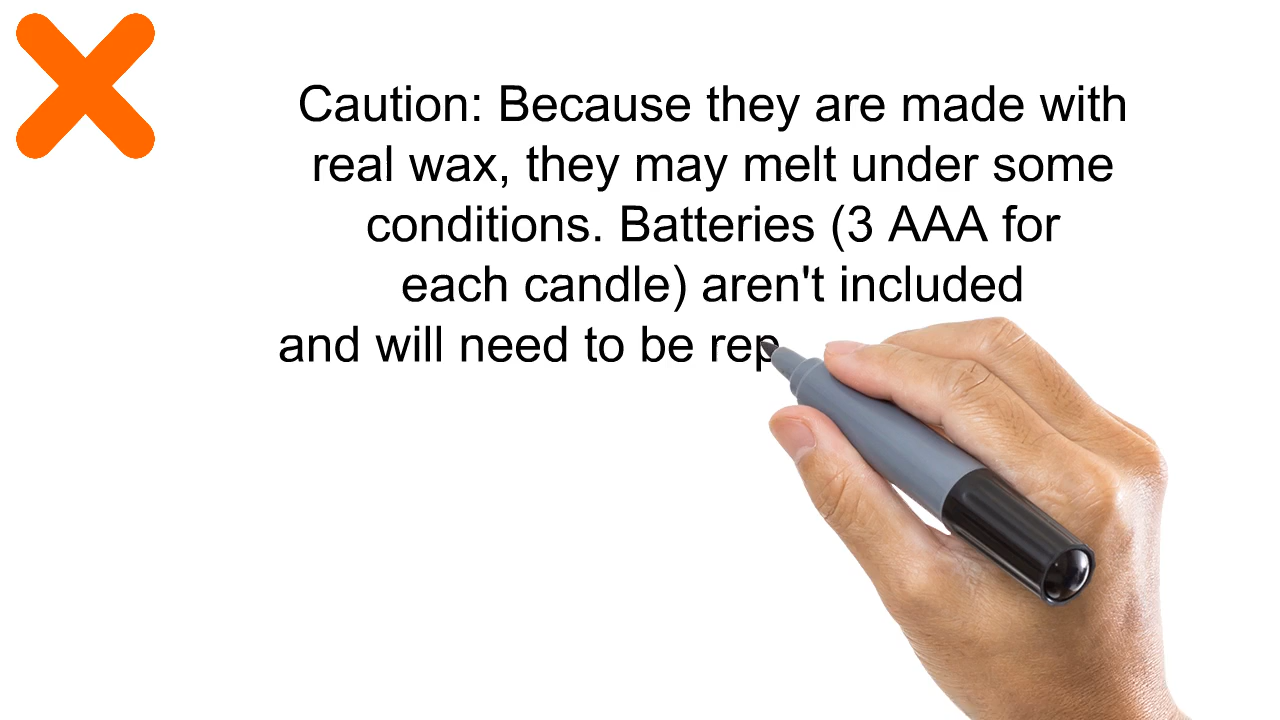 Caution: Because they are made with
real wax, they may melt under some
conditions. Batteries (3 AAA for
each candle) aren't included
and will need to be rep